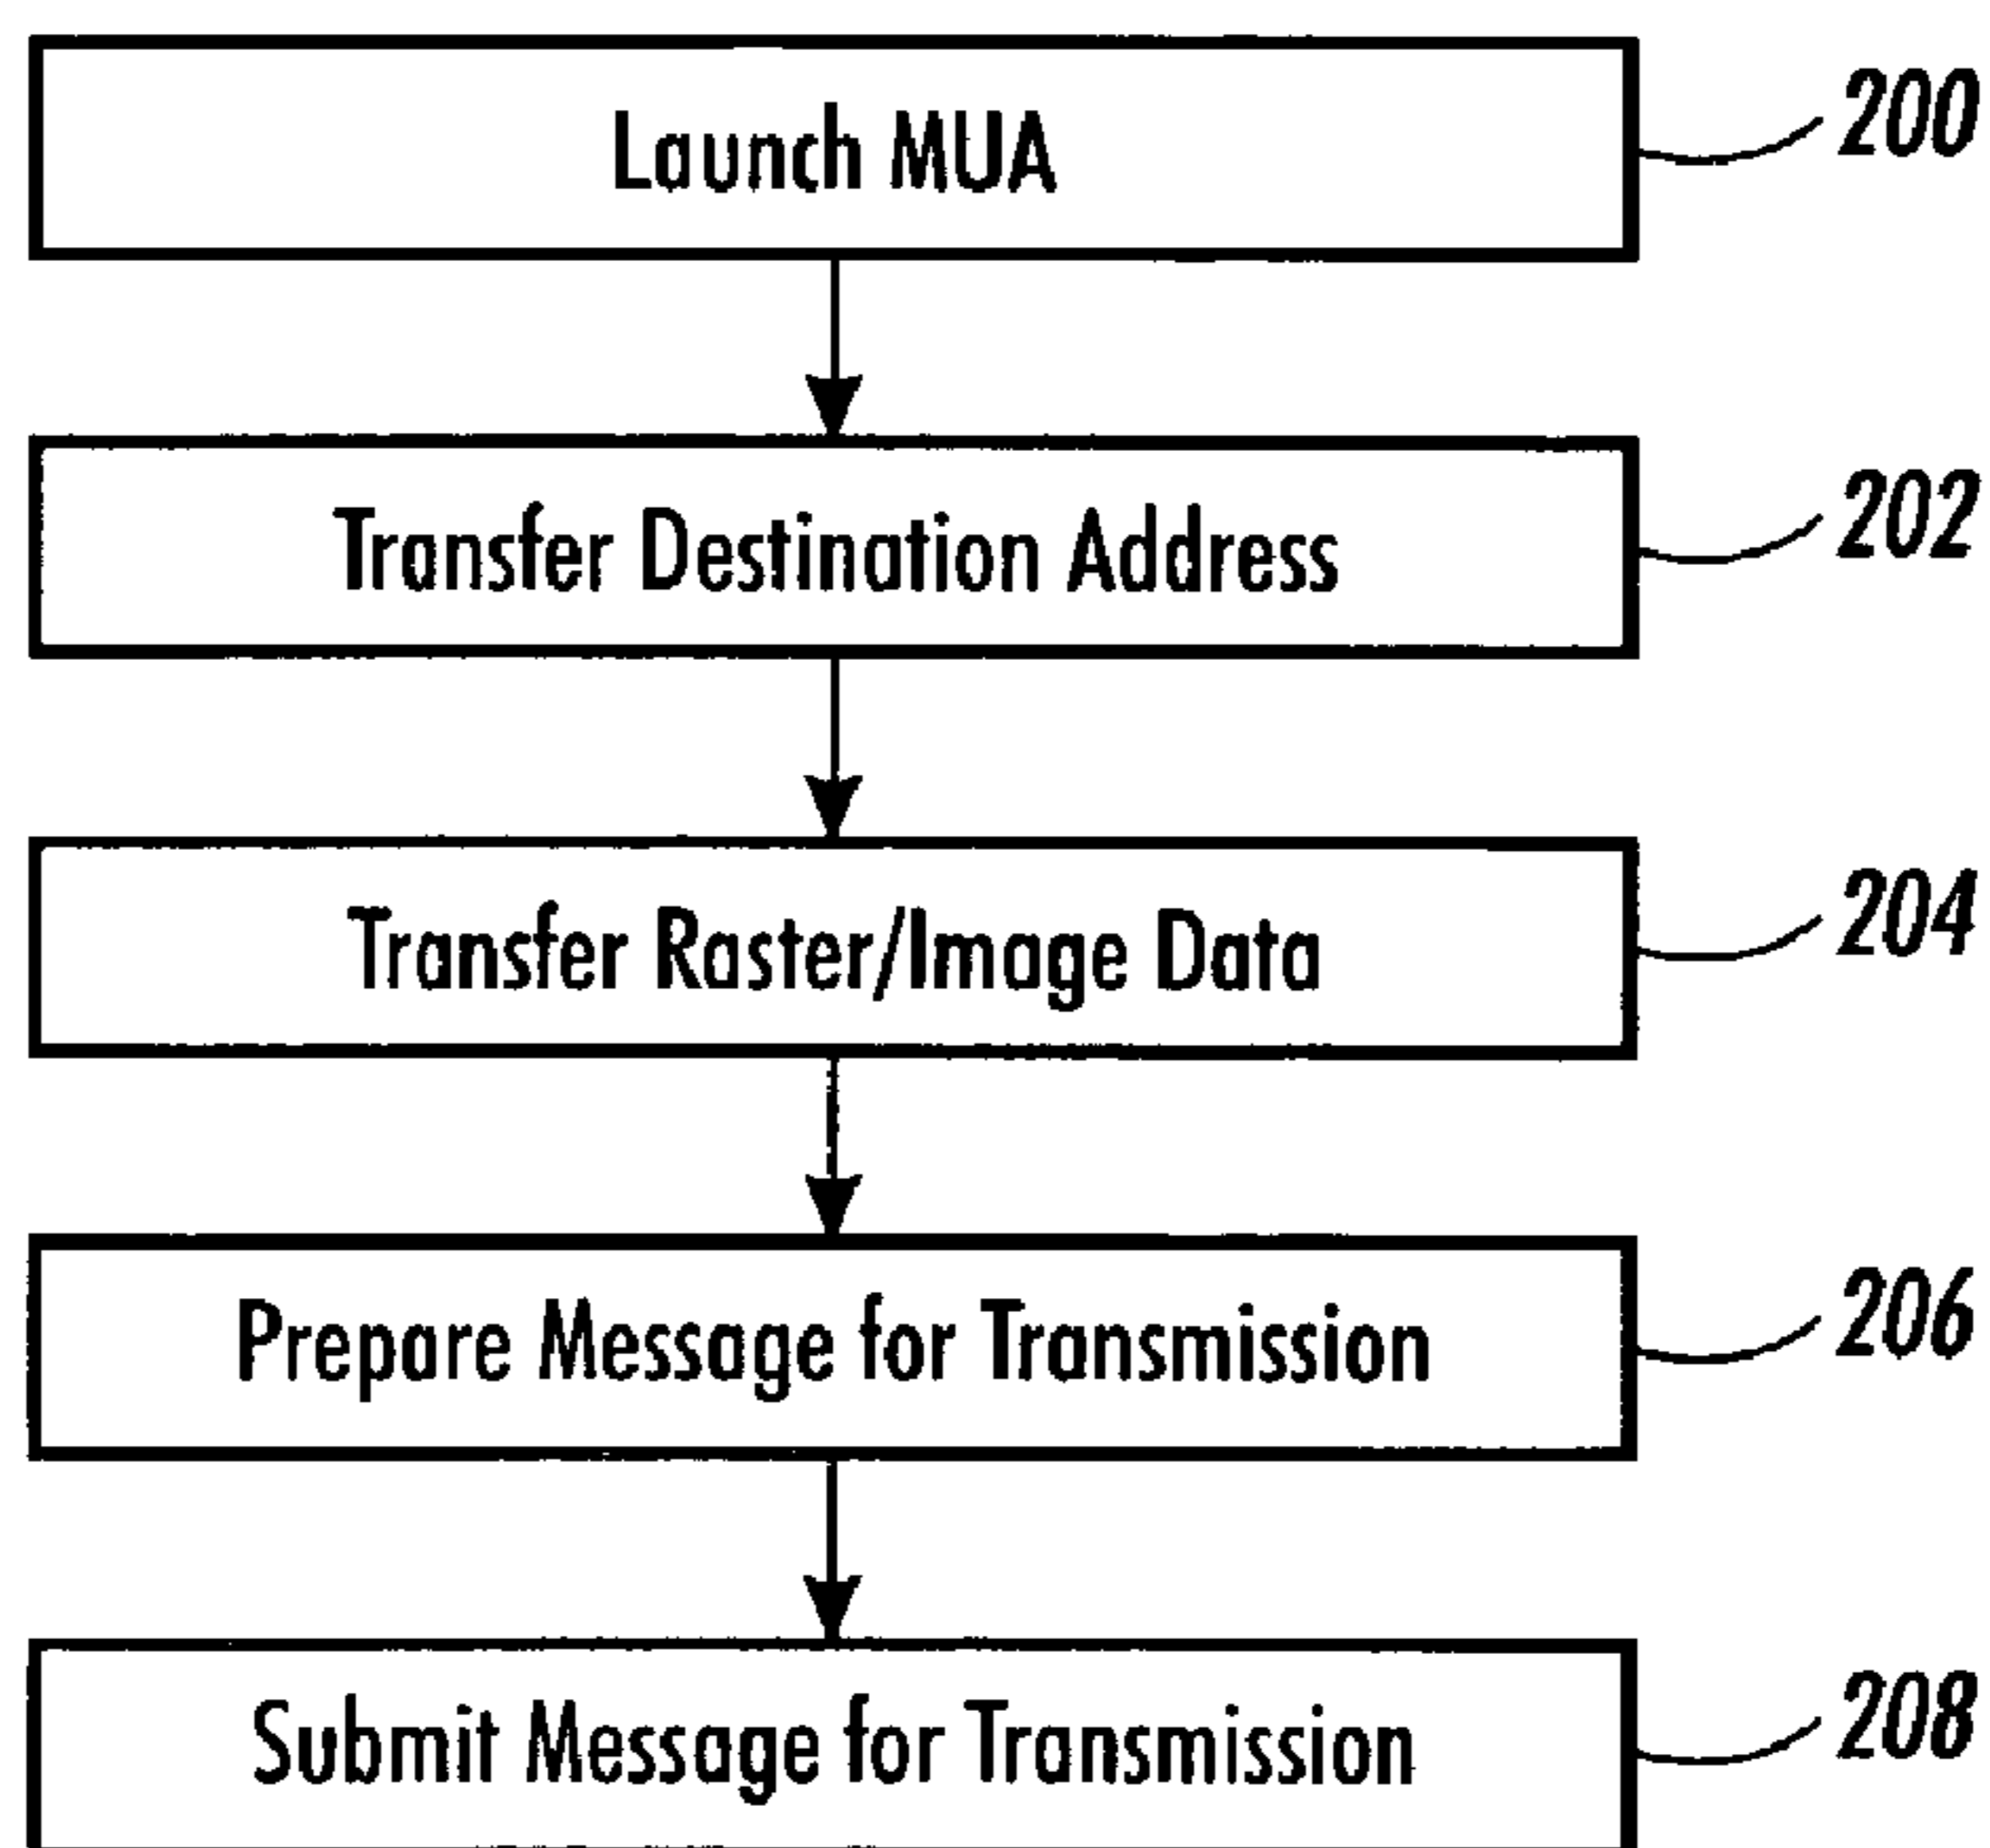 Launch MUA
200
Transfer Destination Address
202
Transfer Raster/Image Data
204
Prepare Message for Transmission
206
Submit Message for Transmission
208